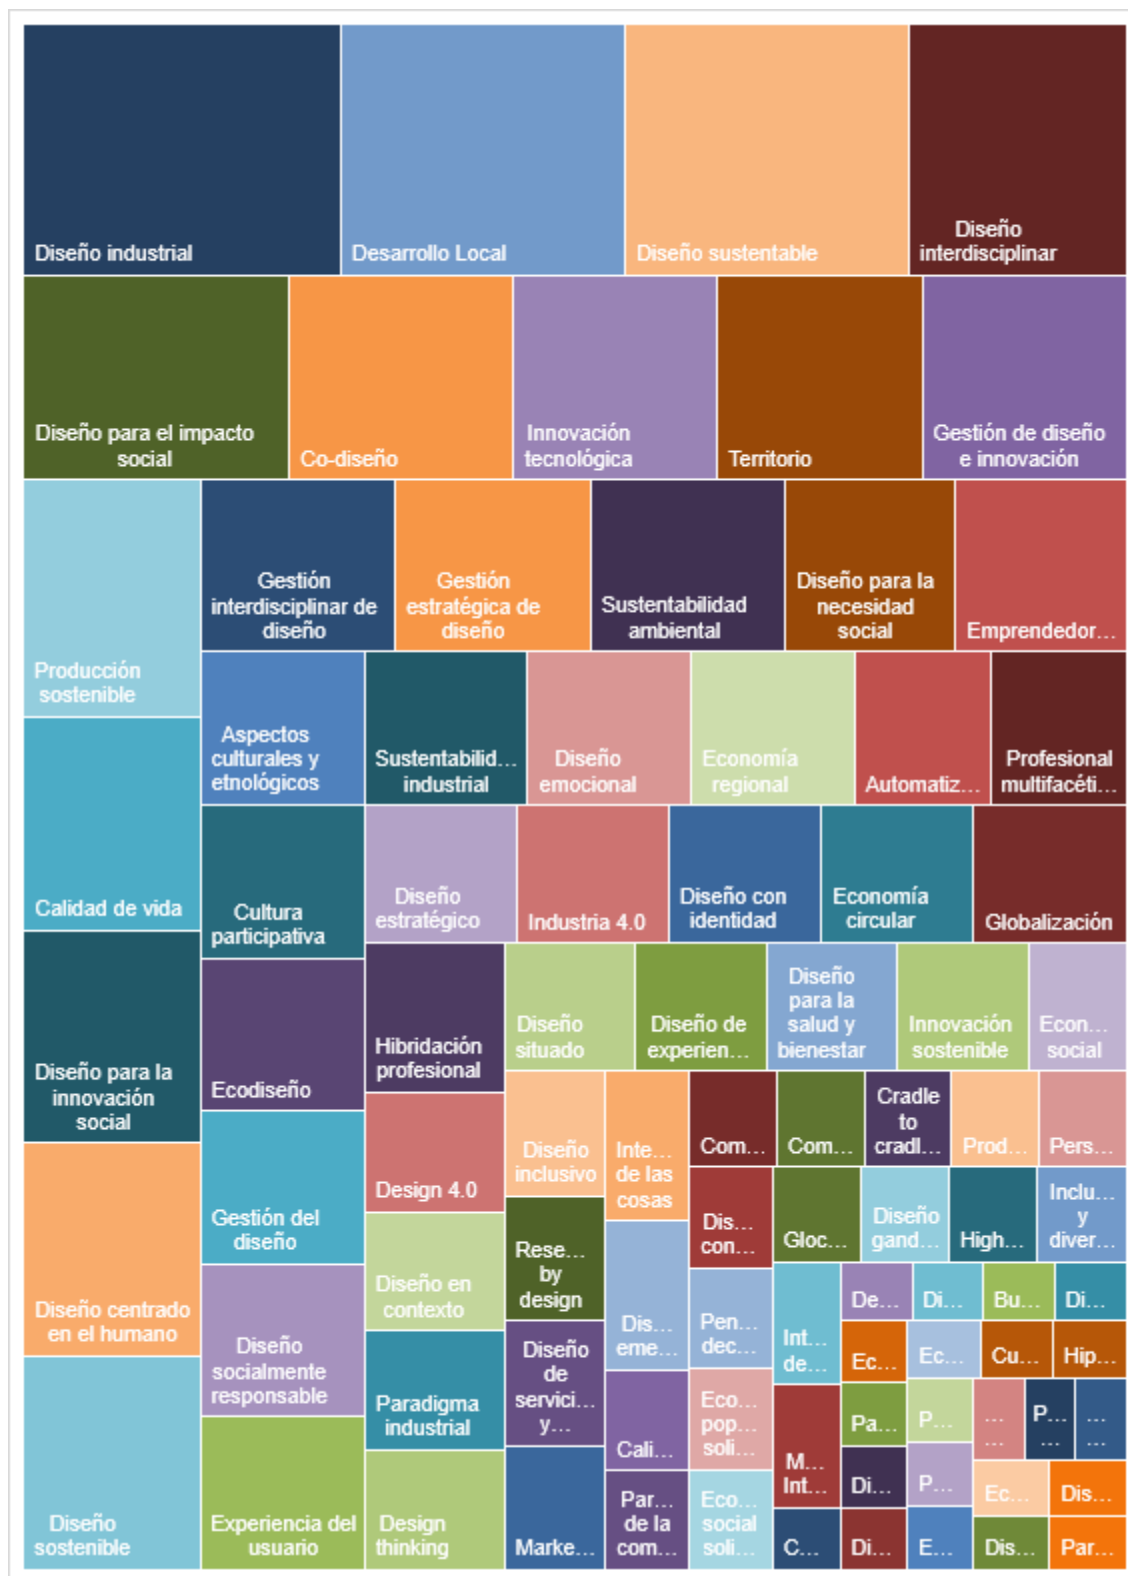 Diseño industrial
Desarrollo Local
Diseño sustentable
Diseño
interdisciplinar
Diseño para el impacto
social
Co-diseño
Innovación
tecnológica
Territorio
Gestión de diseño
e innovación
Producción
sostenible
Gestión
interdisciplinar de
diseño
Gestión
estratégica de
diseño
Sustentabilidad
ambiental
Diseño para la
necesidad
social
Emprendedor...
Aspectos
culturales y
etnológicos
Sustentabilid...
industrial
Diseño
emocional
Economía
regional
Automatiz...
Profesional
multifacéti...
Calidad de vida
Cultura
participativa
Diseño
estratégico
Industria 4.0
Diseño con
identidad
Economía
circular
Globalización
Diseño para la
innovación
social
Ecodiseño
Hibridación
profesional
Diseño
situado
Diseño de
experien...
Diseño
para la
salud y
bienestar
Innovación
sostenible
Econ...
social
Diseño centrado
en el humano
Gestión del
diseño
Design 4.0
Diseño
inclusivo
Inte...
de las
cosas
Com...
Com...
Cradle
to
cradl...
Prod...
Pers...
Diseño en
contexto
Rese...
by
design
Dis...
con...
Gloc...
Diseño
gand...
High...
Inclu...
y
diver...
Diseño
sostenible
Diseño
socialmente
responsable
Paradigma
industrial
Diseño
de
servici...
y...
Dis...
eme...
Pen...
dec...
Int...
de...
De...
Di...
Bu...
Di...
Ec...
Ec...
Cu...
Hip...
Experiencia del
usuario
Design
thinking
Marke...
Cali...
Par...
de la
com...
Eco...
pop...
soli...
Eco...
social
soli...
M...
Int...
C...
Pa...
Di...
Di...
P...
P...
E...
...
...
P...
...
...
...
Ec...
Dis...
Dis...
Par...